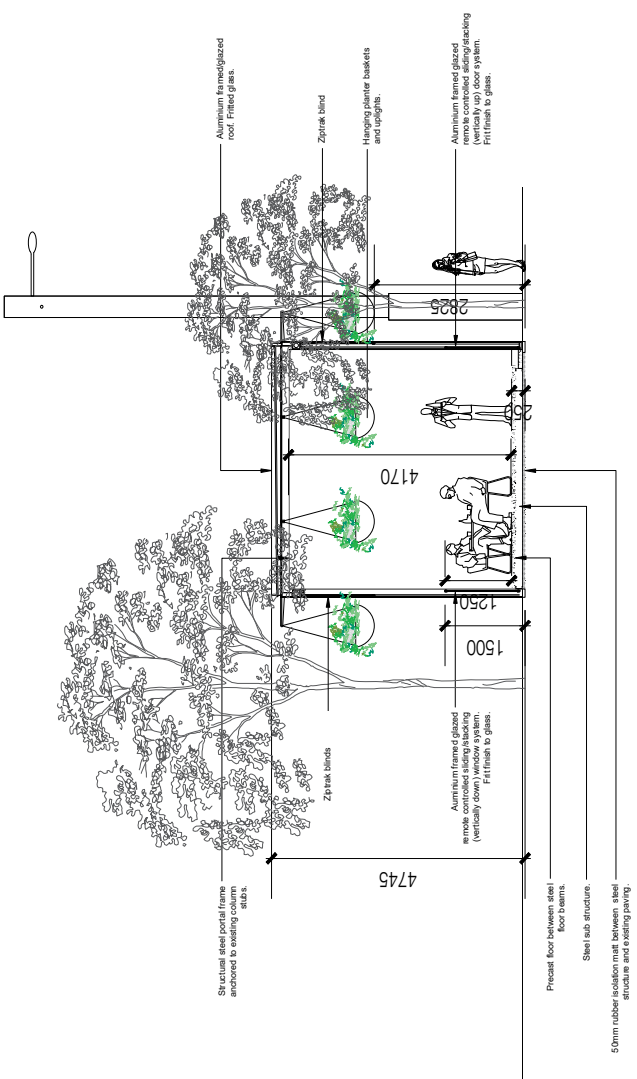 Aluminium framed/glazed
roof. Fritted glass.
Ziptrak blind
Hanging planter baskets
and uplights.
Aluminium framed glazed
remote controlled sliding/stacking
(vertically up) door system.
Frit finish to glass.
2825
250
4170
1250
1500
4745
Structural steel portal frame
anchored to existing column
stubs.
Ziptrak blinds
Auminium framed glazed
remote controlled sliding/stacking
(vertically down) window system.
Frit finish to glass.
Precast floor between steel
floor beams.
Steel sub structure.
50mm rubber isolation matt between steel
structure and existing paving.